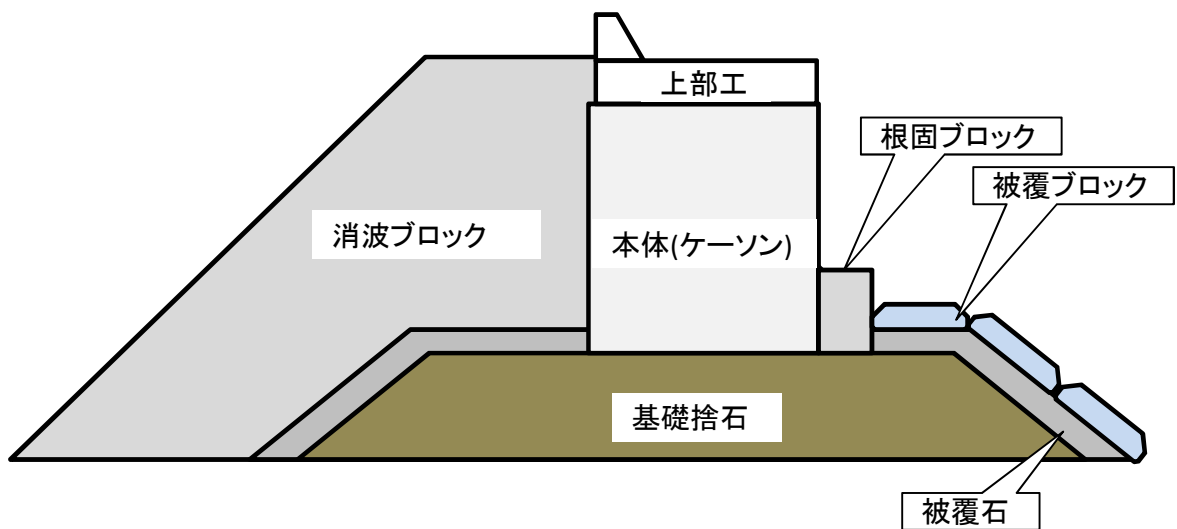 上部工
根固ブロック
被覆ブロック
消波ブロック
本体(ケーソン)
基礎捨石
被覆石